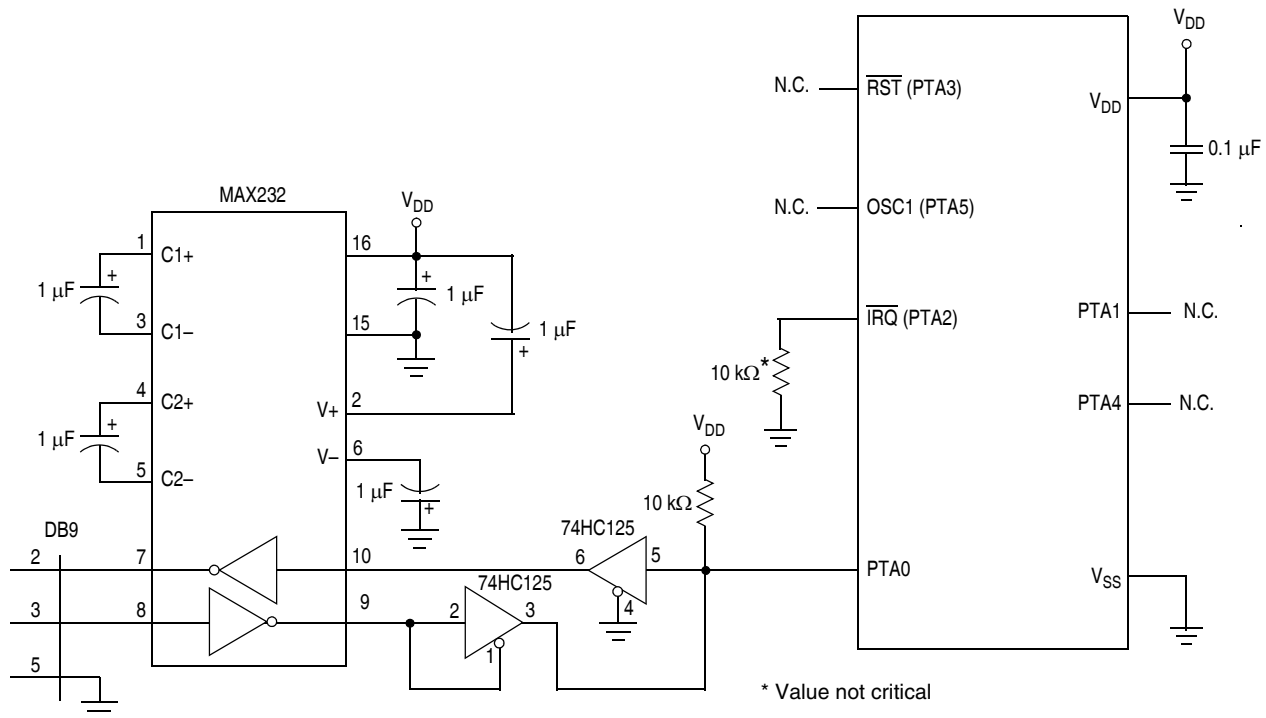 V_DD
N.C.
RST (PTA3)
V_DD
0.1 µF
MAX232
V_DD
N.C.
OSC1 (PTA5)
1
C1+
16
1 µF
+
+
1 µF
3
C1–
15
1 µF
+
IRQ (PTA2)
PTA1
N.C.
10 kΩ*
4
C2+
V+
2
PTA4
N.C.
1 µF
+
V_DD
V–
6
5
C2–
1 µF
+
10 kΩ
DB9
74HC125
2
7
10
6
5
PTA0
V_SS
74HC125
4
3
8
9
2
3
1
5
* Value not critical